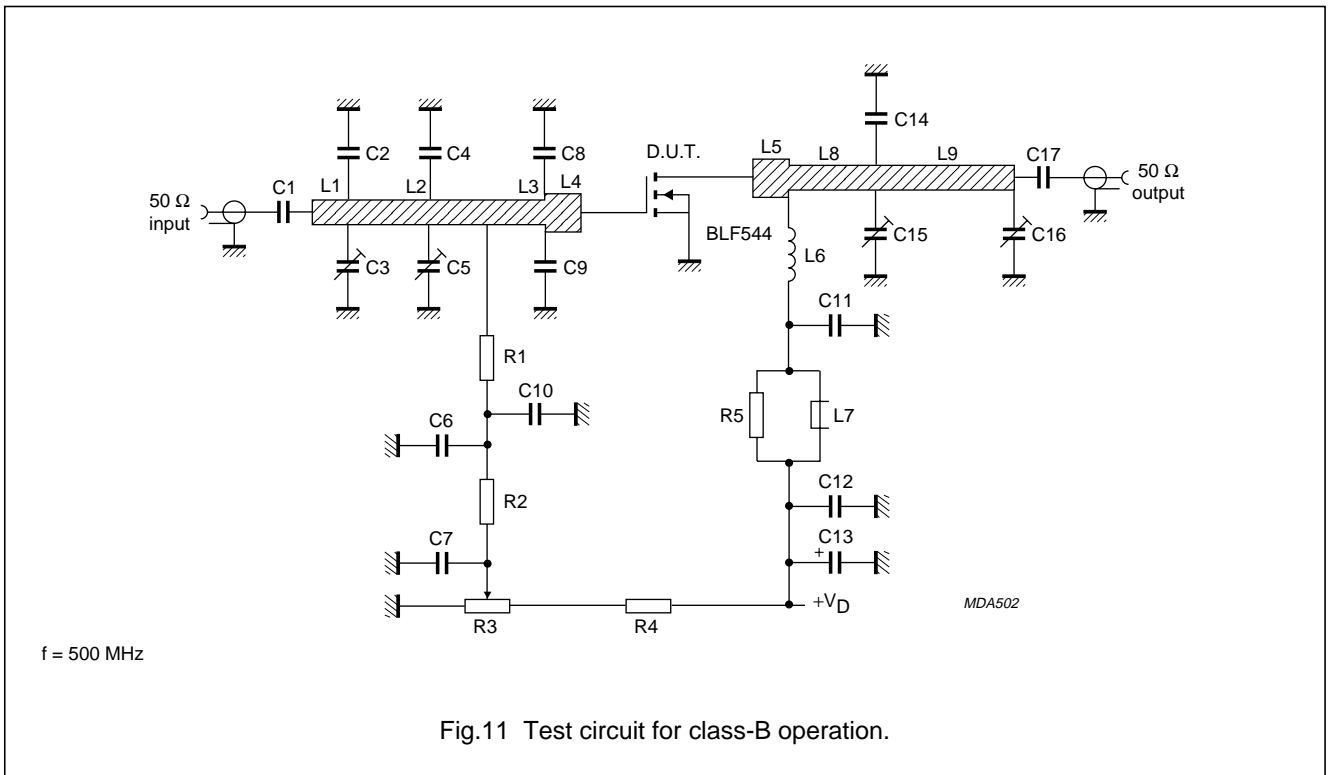 C14
L5
L8
L9
C17
D.U.T.
C2
C4
C8
L1
L2
L3
L4
C1
50 Ω
input
50 Ω
output
BLF544
L6
C15
C16
C3
C5
C9
C11
R1
C10
R5
L7
C6
R2
C12
C7
C13
+
+VD
R3
R4
MDA502
f = 500 MHz
Fig.11 Test circuit for class-B operation.